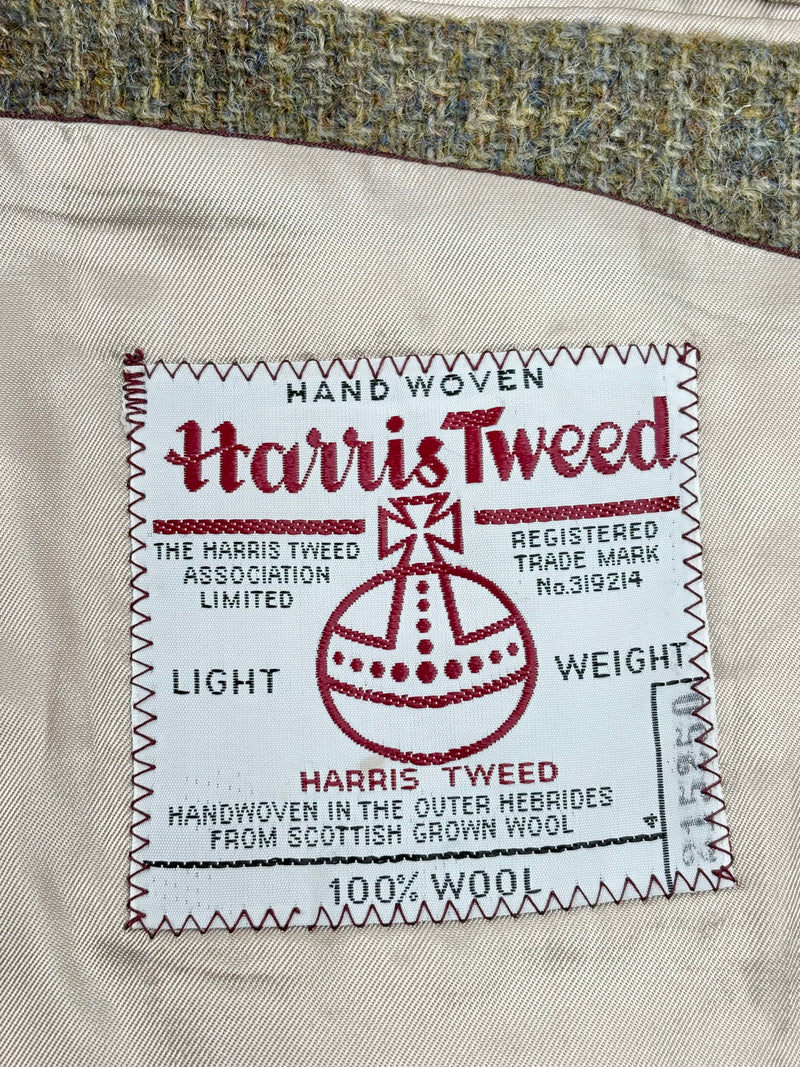 HAND WOVEN
Harris Tweed
THE HARRIS TWEED
ASSOCIATION
LIMITED
REGISTERED
TRADE MARK
No.319214
LIGHT WEIGHT
HARRIS TWEED
HANDWOVEN IN THE OUTER HEBRIDES
FROM SCOTTISH GROWN WOOL
100% WOOL
4